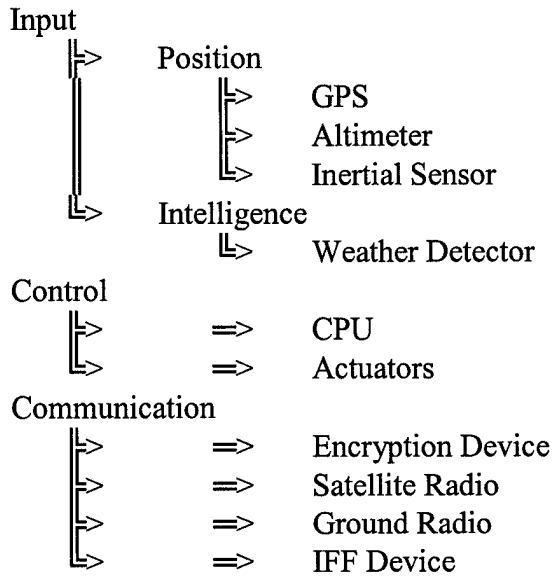 Input
Position
GPS
Altimeter
Inertial Sensor
Intelligence
Weather Detector
Control
CPU
Actuators
Communication
Encryption Device
Satellite Radio
Ground Radio
IFF Device